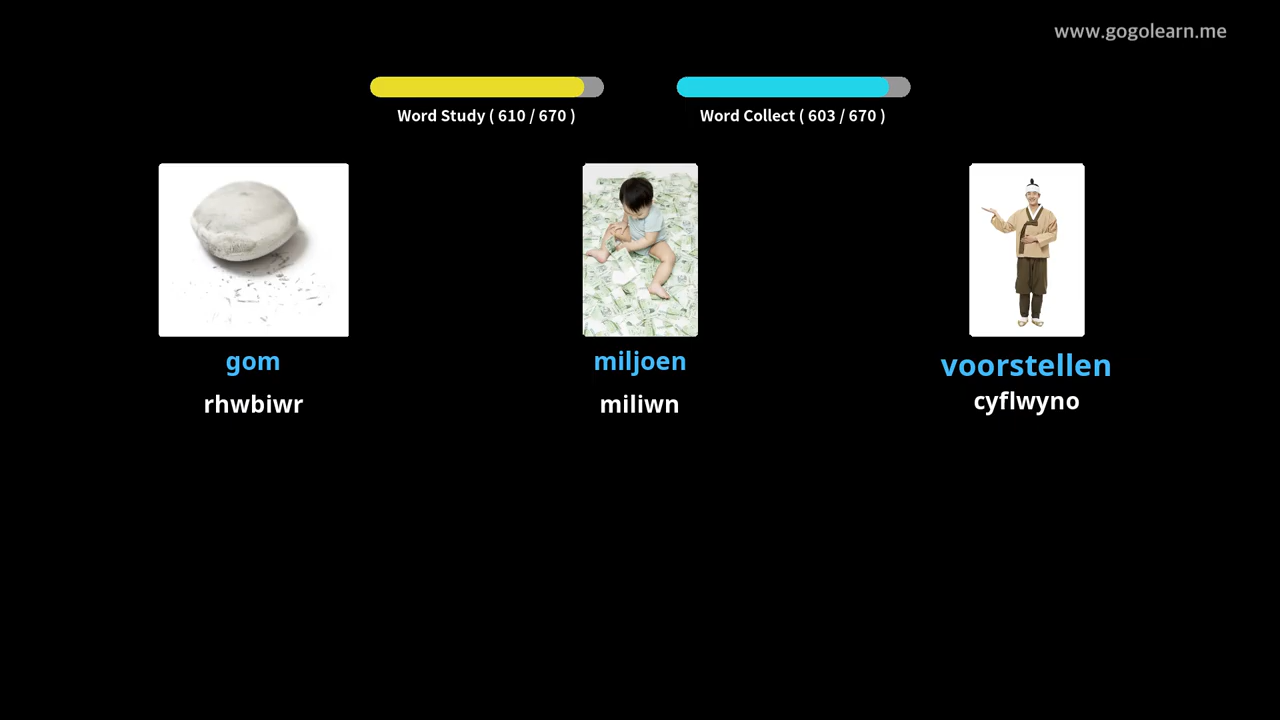 www.gogolearn.me
Word Study ( 610 / 670 )
Word Collect ( 603 / 670 )
gom
rhwbiwr
miljoen
miliwn
voorstellen
cyflwyno